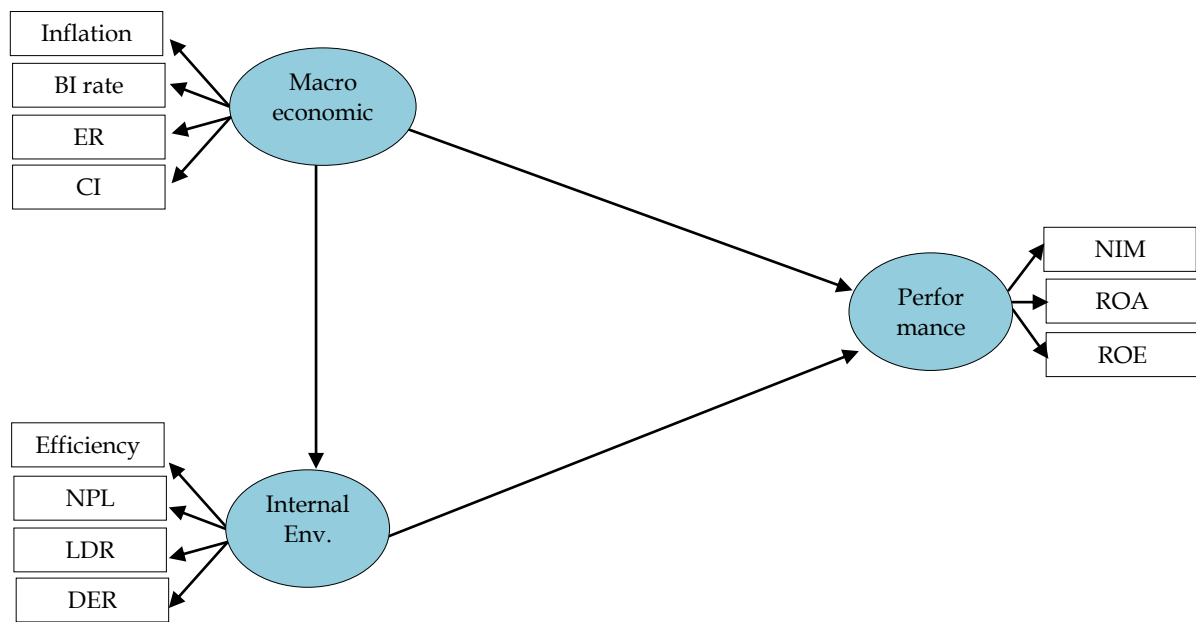 Inflation
BI rate
ER
CI
Macro
economic
NIM
ROA
ROE
Perfor
mance
Efficiency
NPL
LDR
DER
Internal
Env.